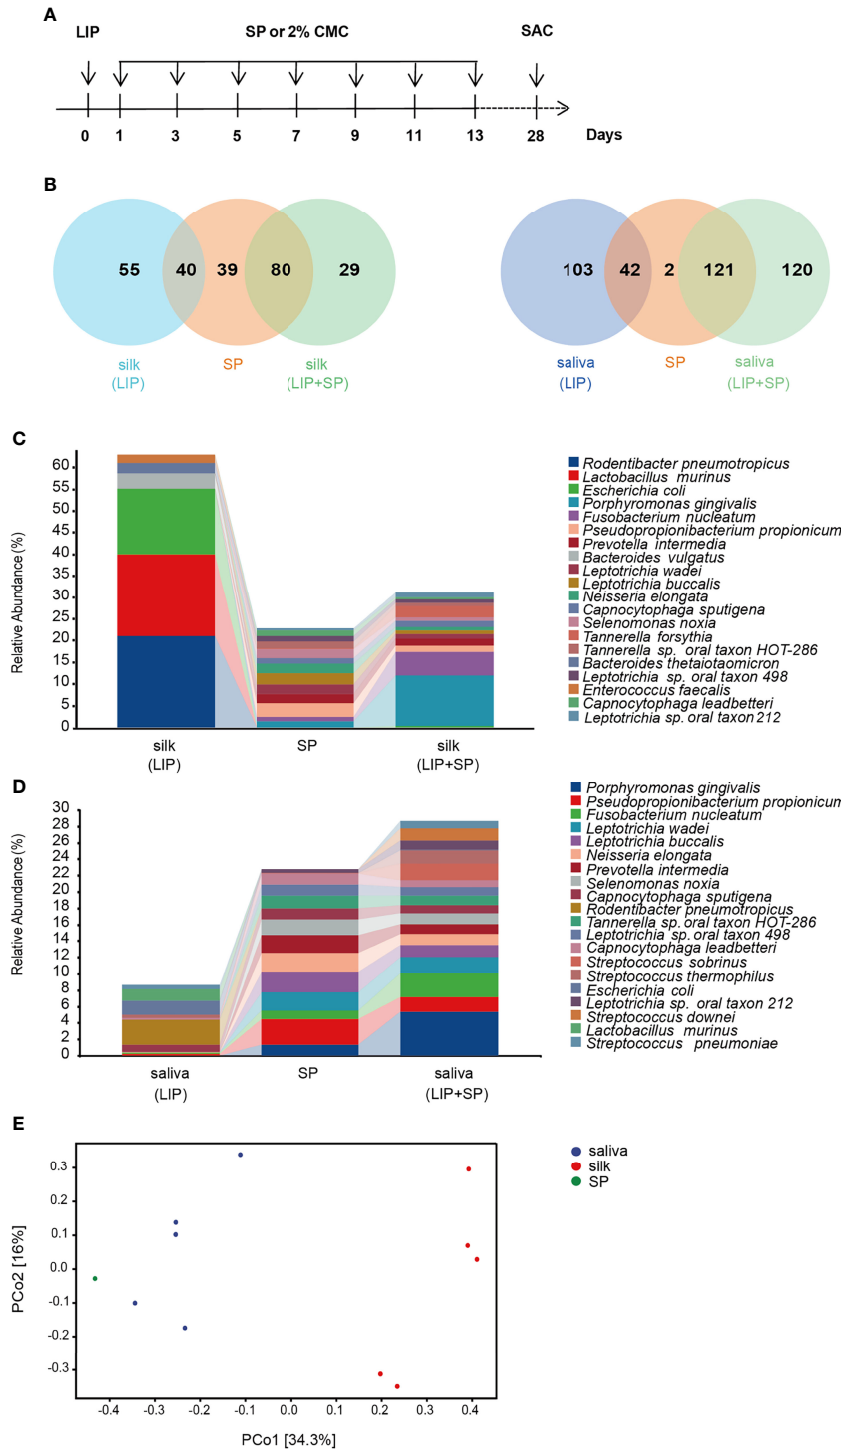 A
LIP SP or 2% CMC SAC
0 1 3 5 7 9 11 13 28 Days
B
55 40 39 80 29 103 42 2 121 120
silk SP silk saliva SP saliva
(LIP) (LIP+SP) (LIP) (LIP+SP)
C
Relative Abundance (%)
60
55
50
45
40
35
30
25
20
15
10
5
0
silk SP silk
(LIP) (LIP+SP)
Rodentibacter pneumotropicus
Lactobacillus murinus
Escherichia coli
Porphyromonas gingivalis
Fusobacterium nucleatum
Pseudopropionibacterium propionicum
Prevotella intermedia
Bacteroides vulgatus
Leptotrichia wadei
Leptotrichia buccalis
Neisseria elongata
Capnocytophaga sputigena
Selenomonas noxia
Tannerella forsythia
Tannerella sp. oral taxon HOT-286
Bacteroides thetaiotaomicron
Leptotrichia sp. oral taxon 498
Enterococcus faecalis
Capnocytophaga leadbetteri
Leptotrichia sp. oral taxon 212
D
Relative Abundance (%)
30
28
26
24
22
20
18
16
14
12
10
8
6
4
2
0
saliva SP saliva
(LIP) (LIP+SP)
Porphyromonas gingivalis
Pseudopropionibacterium propionicum
Fusobacterium nucleatum
Leptotrichia wadei
Leptotrichia buccalis
Neisseria elongata
Prevotella intermedia
Selenomonas noxia
Capnocytophaga sputigena
Rodentibacter pneumotropicus
Tannerella sp. oral taxon HOT-286
Leptotrichia sp. oral taxon 498
Capnocytophaga leadbetteri
Streptococcus sobrinus
Streptococcus thermophilus
Escherichia coli
Leptotrichia sp. oral taxon 212
Streptococcus downei
Lactobacillus murinus
Streptococcus pneumoniae
E
PCo2 [16%]
0.3
0.2
0.1
0.0
-0.1
-0.2
-0.3
-0.4 -0.3 -0.2 -0.1 0.0 0.1 0.2 0.3 0.4
PCo1 [34.3%]
saliva
silk
SP